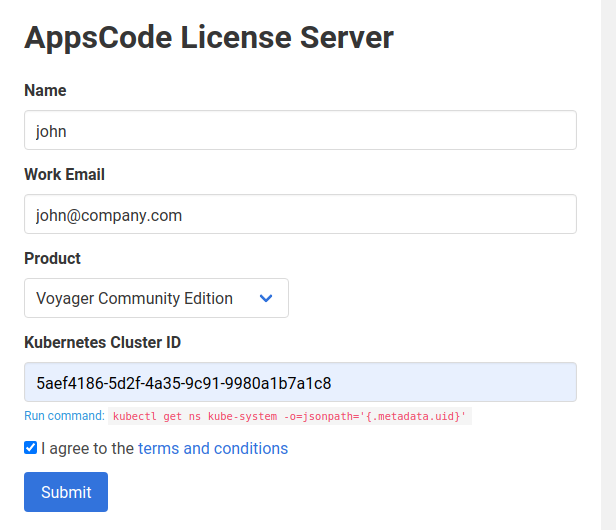 AppsCode License Server
Name
john
Work Email
john@company.com
Product
Voyager Community Edition
Kubernetes Cluster ID
5aef4186-5d2f-4a35-9c91-9980a1b7a1c8
Run command: kubectl get ns kube-system -o=jsonpath='{.metadata.uid}'
I agree to the terms and conditions
Submit